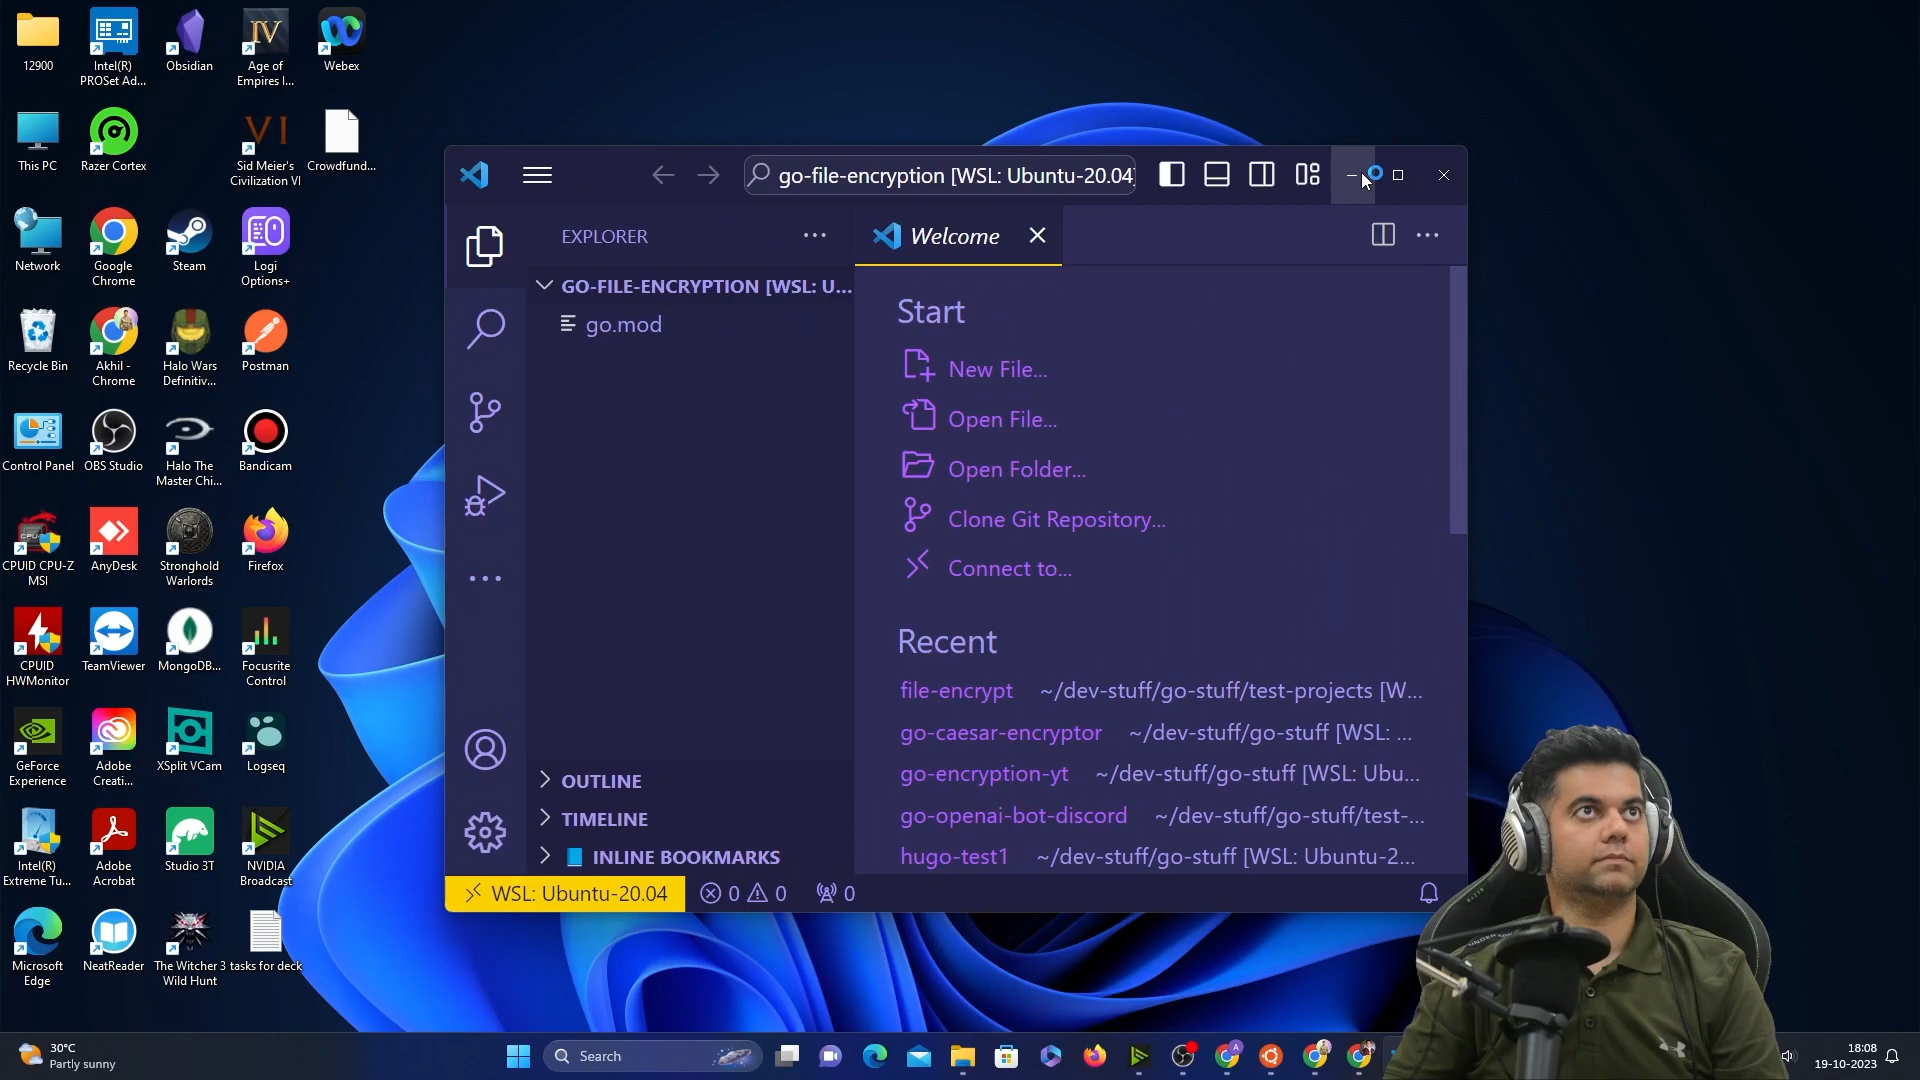 12900
Intel(R)
PROSet Ad...
Obsidian
Age of
Empires I...
Webex
This PC
Razer Cortex
Sid Meier's
Civilization VI
Crowdfund...
Network
Google
Chrome
Steam
Logi
Options+
Recycle Bin
Akhil -
Chrome
Halo Wars
Definitiv...
Postman
Control Panel
OBS Studio
Halo The
Master Chi...
Bandicam
CPUID CPU-Z
MSI
AnyDesk
Stronghold
Warlords
Firefox
CPUID
HWMonitor
TeamViewer
MongoDB...
Focusrite
Control
GeForce
Experience
Adobe
Creati...
XSplit VCam
Logseq
Intel(R)
Extreme Tu...
Adobe
Acrobat
Studio 3T
NVIDIA
Broadcast
Microsoft
Edge
NeatReader
The Witcher 3
Wild Hunt
tasks for deck
go-file-encryption [WSL: Ubuntu-20.04]
EXPLORER
GO-FILE-ENCRYPTION [WSL: U...
go.mod
OUTLINE
TIMELINE
INLINE BOOKMARKS
Welcome
Start
New File...
Open File...
Open Folder...
Clone Git Repository...
Connect to...
Recent
file-encrypt ~/dev-stuff/go-stuff/test-projects [W...
go-caesar-encryptor ~/dev-stuff/go-stuff [WSL: ...
go-encryption-yt ~/dev-stuff/go-stuff [WSL: Ubu...
go-openai-bot-discord ~/dev-stuff/go-stuff/test-...
hugo-test1 ~/dev-stuff/go-stuff [WSL: Ubuntu-2...
WSL: Ubuntu-20.04
0
0
0
30°C
Partly sunny
Search
18:08
19-10-2023